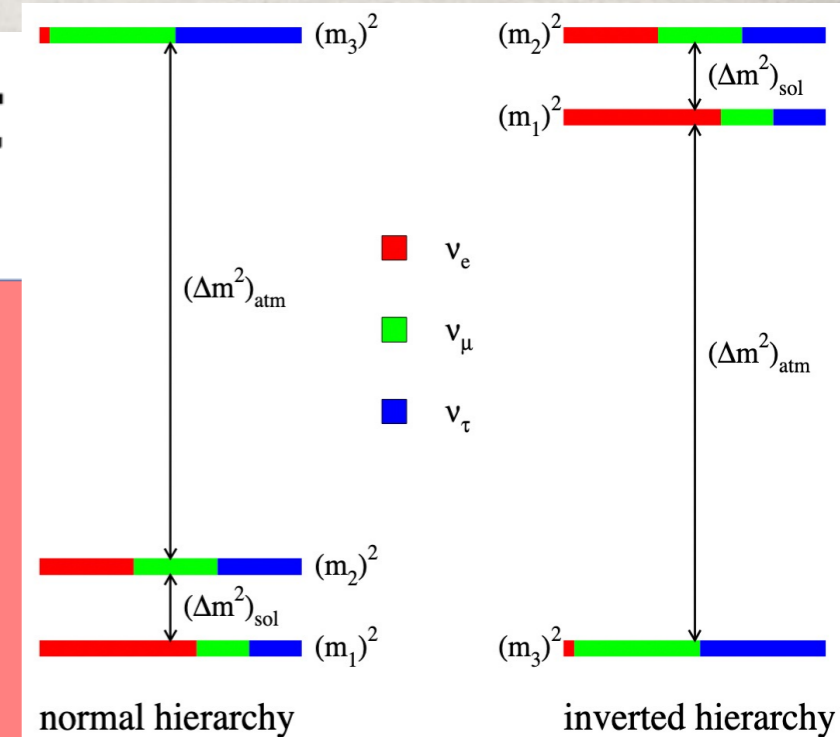 (m₃)²
(Δm²)atm
(m₂)²
(Δm²)sol
(m₁)²
normal hierarchy
νe
νμ
ντ
(m₂)²
(Δm²)sol
(m₁)²
(Δm²)atm
(m₃)²
inverted hierarchy